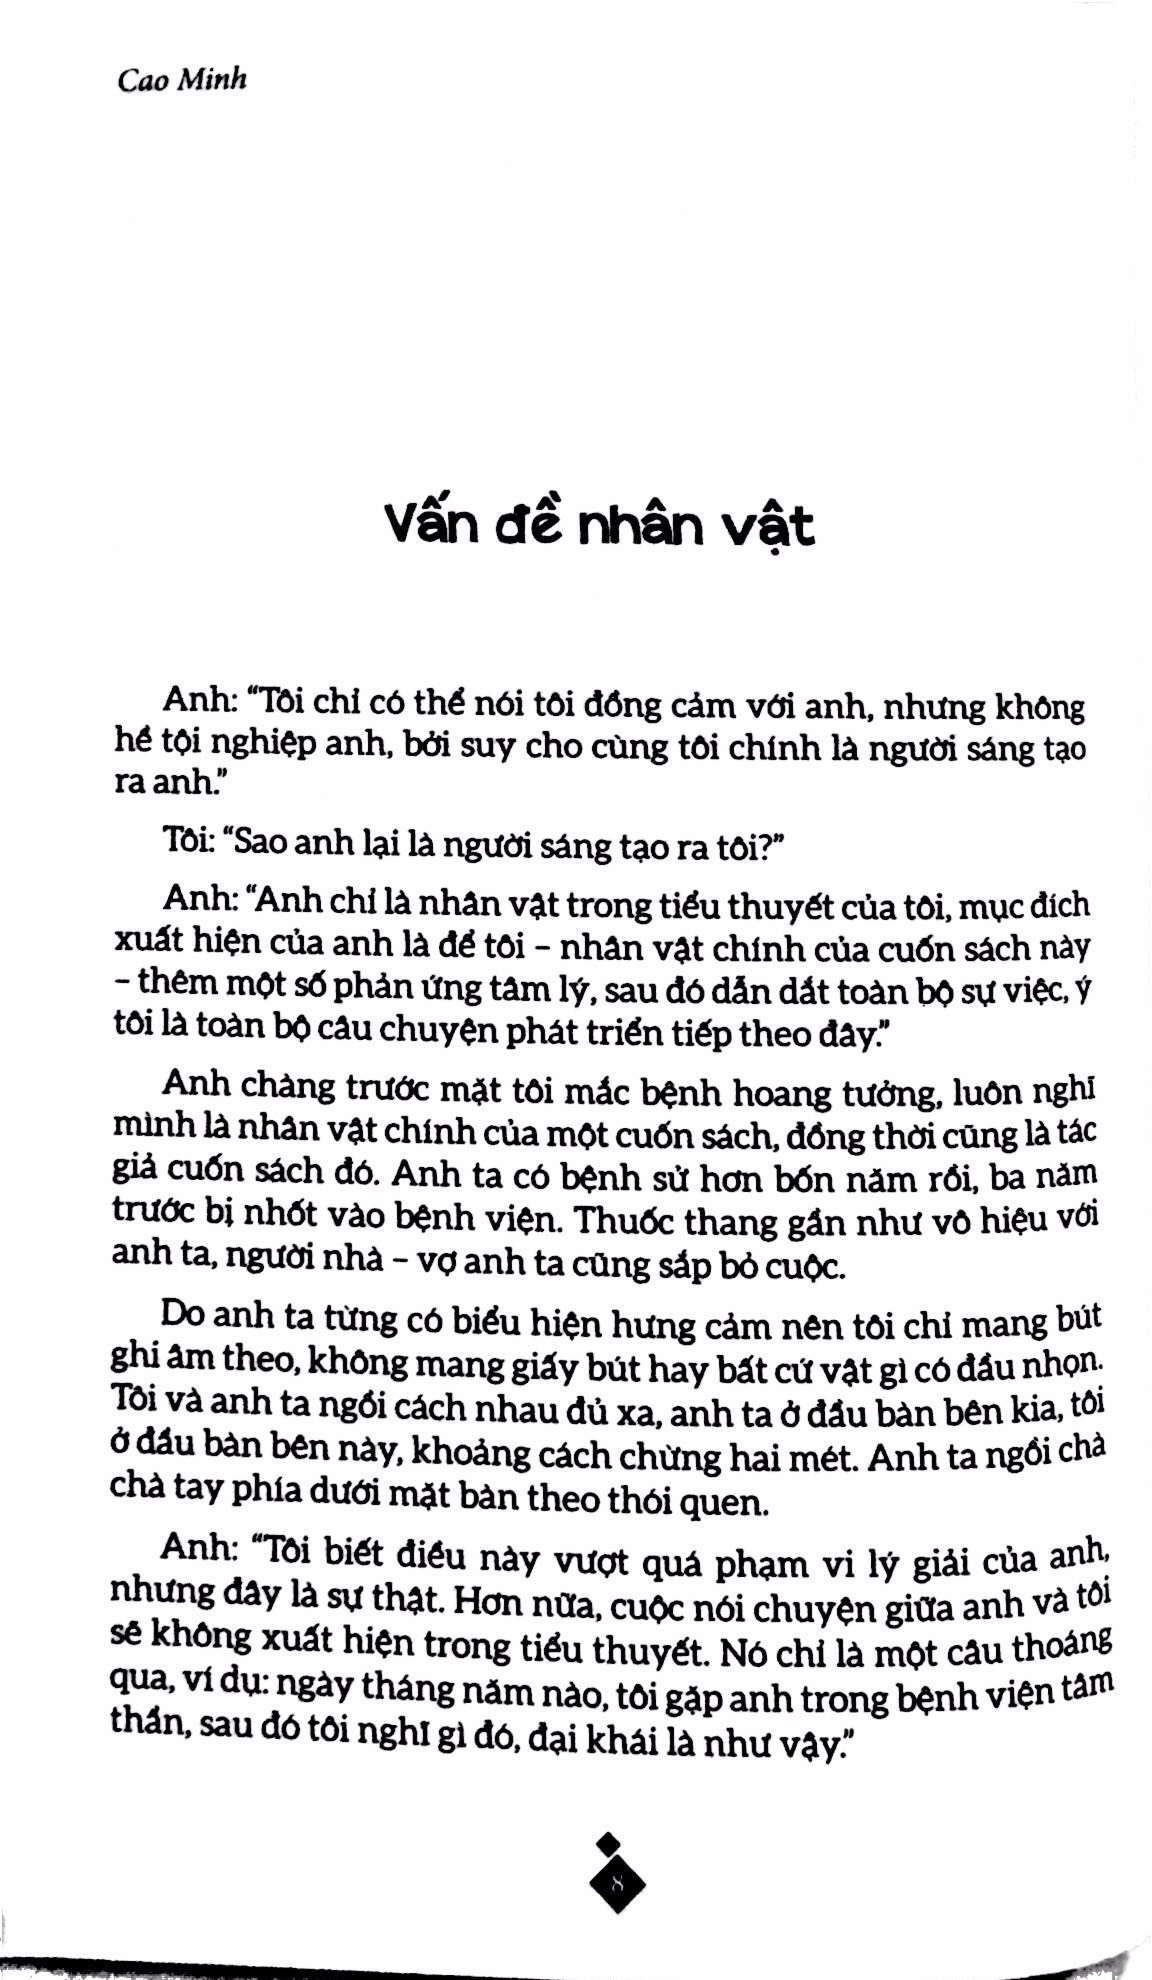 Cao Minh
Vấn đề nhân vật
Anh: “Tôi chỉ có thể nói tôi đồng cảm với anh, nhưng không
hề tội nghiệp anh, bởi suy cho cùng tôi chính là người sáng tạo
ra anh.”
Tôi: “Sao anh lại là người sáng tạo ra tôi?”
Anh: “Anh chỉ là nhân vật trong tiểu thuyết của tôi, mục đích
xuất hiện của anh là để tôi – nhân vật chính của cuốn sách này
– thêm một số phản ứng tâm lý, sau đó dẫn dắt toàn bộ sự việc, ý
tôi là toàn bộ câu chuyện phát triển tiếp theo đây.”
Anh chàng trước mặt tôi mắc bệnh hoang tưởng, luôn nghĩ
mình là nhân vật chính của một cuốn sách, đồng thời cũng là tác
giả cuốn sách đó. Anh ta có bệnh sử hơn bốn năm rồi, ba năm
trước bị nhốt vào bệnh viện. Thuốc thang gần như vô hiệu với
anh ta, người nhà – vợ anh ta cũng sắp bỏ cuộc.
Do anh ta từng có biểu hiện hưng cảm nên tôi chỉ mang bút
ghi âm theo, không mang giấy bút hay bất cứ vật gì có đầu nhọn.
Tôi và anh ta ngồi cách nhau đủ xa, anh ta ở đầu bàn bên kia, tôi
ở đầu bàn bên này, khoảng cách chừng hai mét. Anh ta ngồi chà
chà tay phía dưới mặt bàn theo thói quen.
Anh: “Tôi biết điều này vượt quá phạm vi lý giải của anh,
nhưng đây là sự thật. Hơn nữa, cuộc nói chuyện giữa anh và tôi
sẽ không xuất hiện trong tiểu thuyết. Nó chỉ là một câu thoáng
qua, ví dụ: ngày tháng năm nào, tôi gặp anh trong bệnh viện tâm
thần, sau đó tôi nghĩ gì đó, đại khái là như vậy.”
8